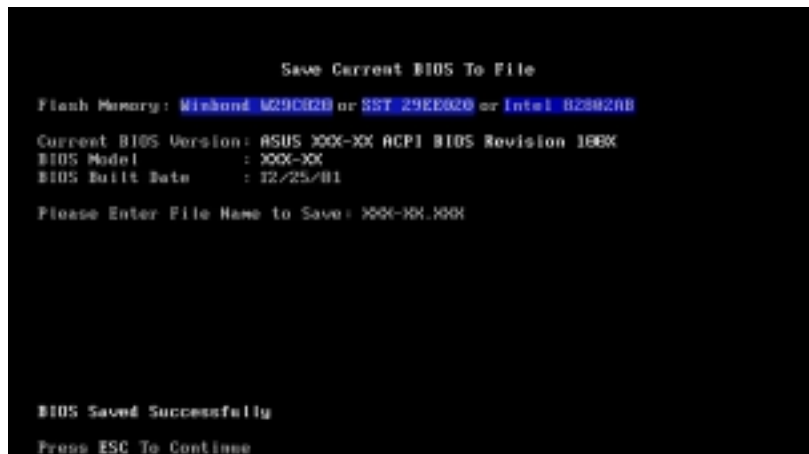 Save Current BIOS To File
Flash Memory: Winbond W29C020 or SST 29EE020 or Intel 82802AB
Current BIOS Version: ASUS XXX-XX ACPI BIOS Revision 100X
BIOS Model : XXX-XX
BIOS Built Date : 12/25/01
Please Enter File Name to Save: XXX-XX.XXX
BIOS Saved Successfully
Press ESC To Continue